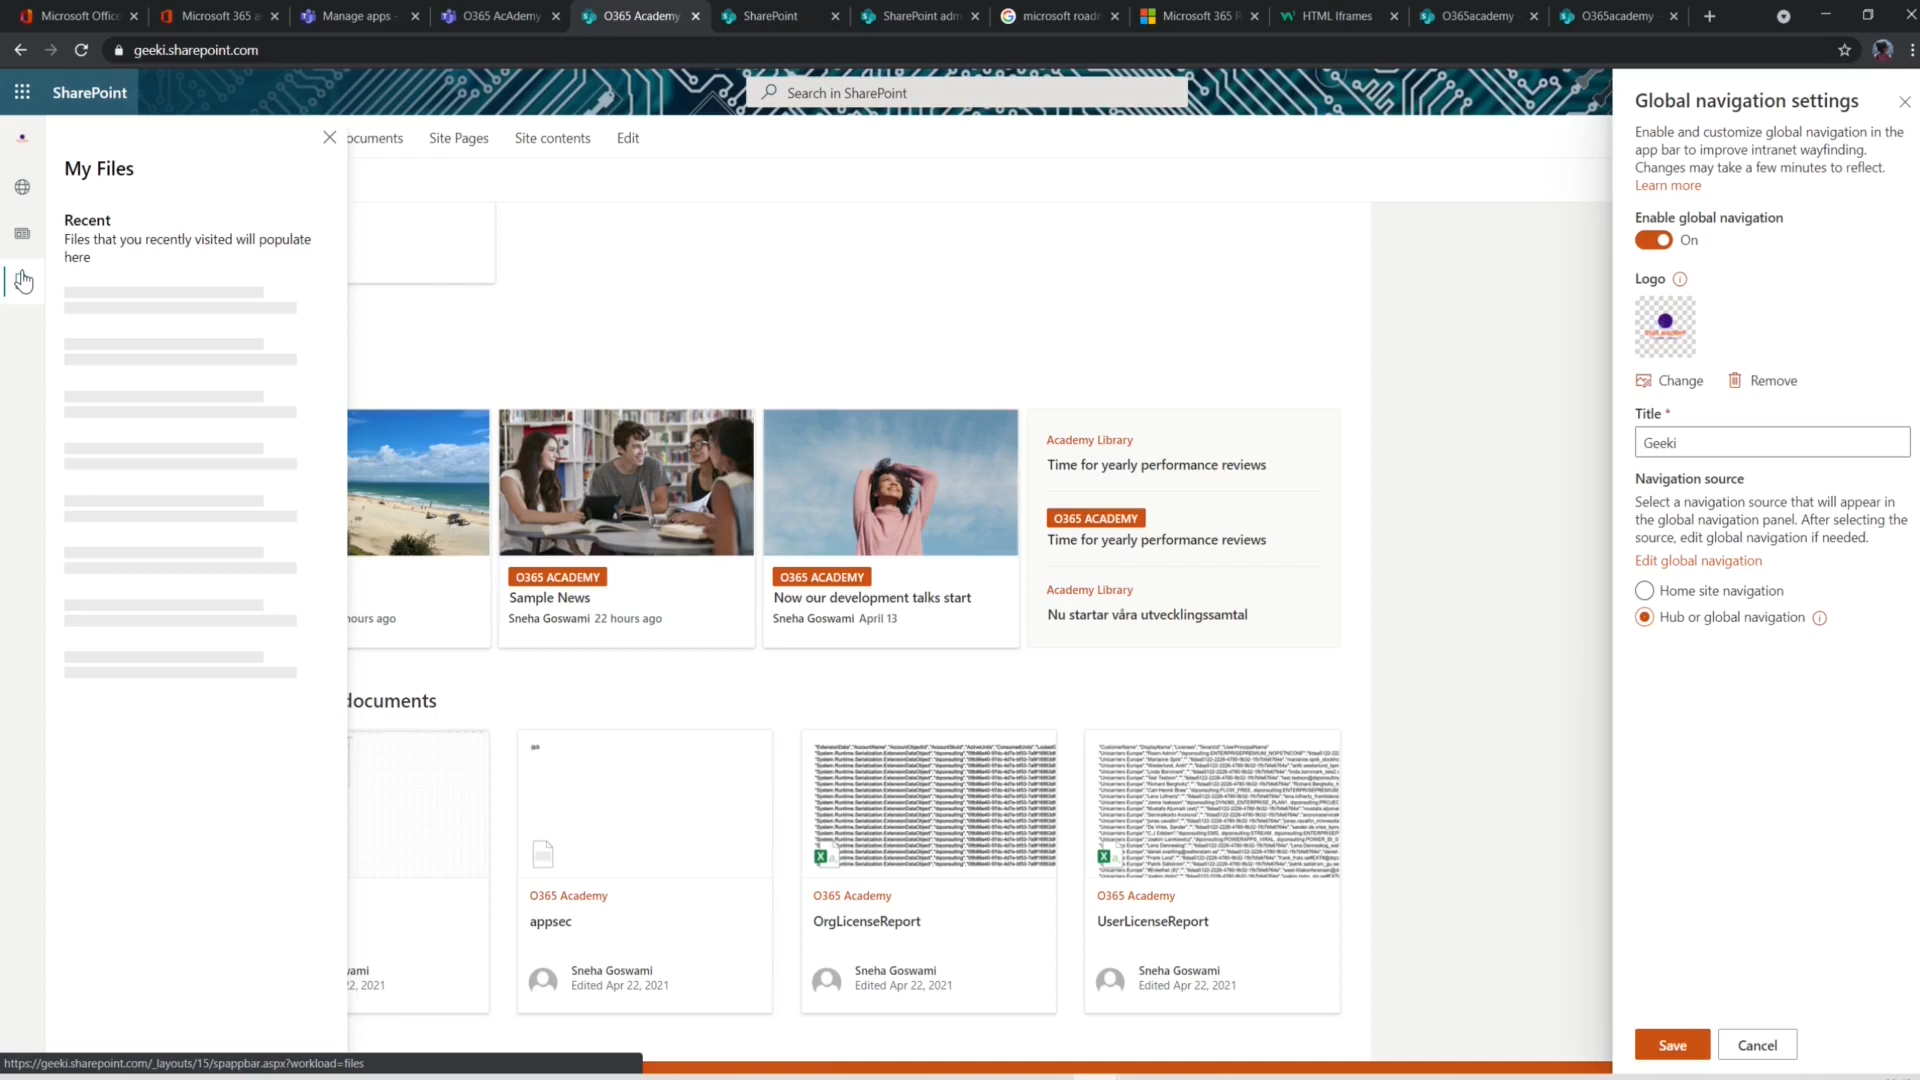 Microsoft Office
Microsoft 365 a
Manage apps -
O365 AcAdemy
O365 Academy
SharePoint
SharePoint adm
microsoft roadm
Microsoft 365 R
HTML Iframes
O365academy
O365academy
geeki.sharepoint.com
SharePoint
Search in SharePoint
ocuments
Site Pages
Site contents
Edit
My Files
Recent
Files that you recently visited will populate
here
ours ago
O365 ACADEMY
Sample News
Sneha Goswami 22 hours ago
O365 ACADEMY
Now our development talks start
Sneha Goswami April 13
Academy Library
Time for yearly performance reviews
O365 ACADEMY
Time for yearly performance reviews
Academy Library
Nu startar våra utvecklingssamtal
documents
wami
22, 2021
O365 Academy
appsec
Sneha Goswami
Edited Apr 22, 2021
O365 Academy
OrgLicenseReport
Sneha Goswami
Edited Apr 22, 2021
O365 Academy
UserLicenseReport
Sneha Goswami
Edited Apr 22, 2021
https://geeki.sharepoint.com/_layouts/15/spappbar.aspx?workload=files
Global navigation settings
Enable and customize global navigation in the
app bar to improve intranet wayfinding.
Changes may take a few minutes to reflect.
Learn more
Enable global navigation
On
Logo
Change
Remove
Title *
Geeki
Navigation source
Select a navigation source that will appear in
the global navigation panel. After selecting the
source, edit global navigation if needed.
Edit global navigation
Home site navigation
Hub or global navigation
Save
Cancel